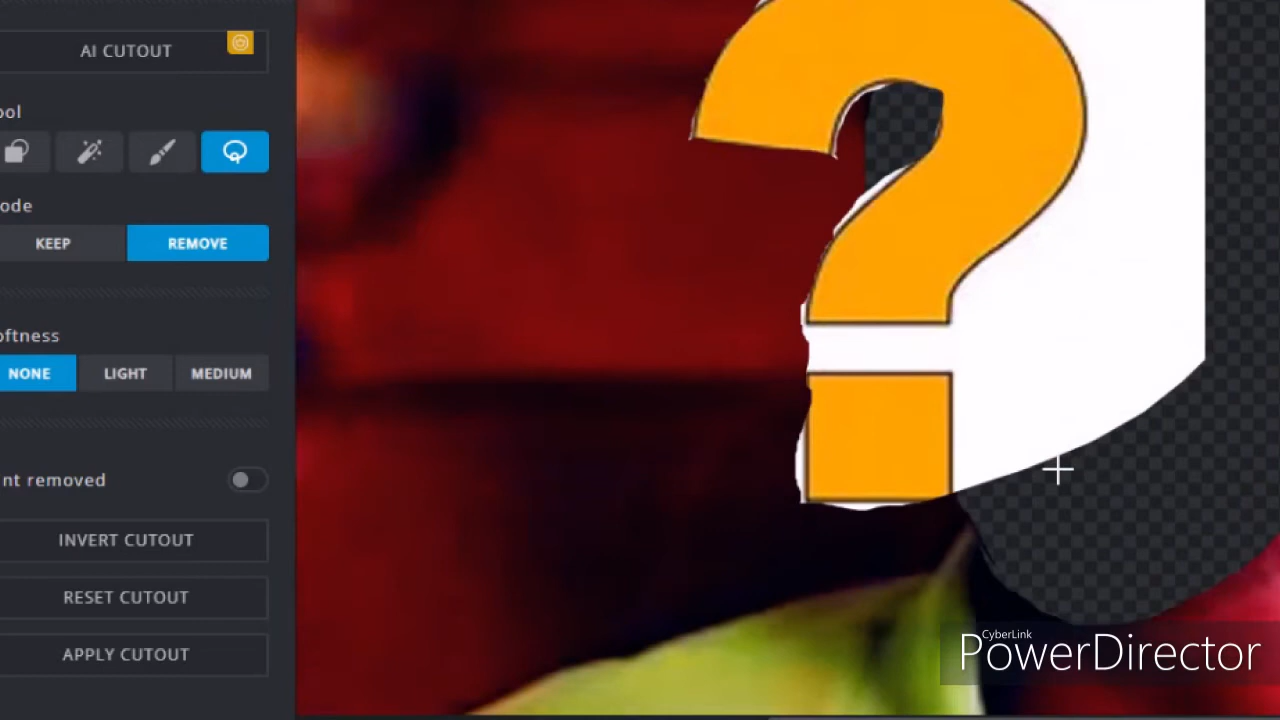 AI CUTOUT
ool
ode
KEEP
REMOVE
oftness
NONE
LIGHT
MEDIUM
nt removed
INVERT CUTOUT
RESET CUTOUT
APPLY CUTOUT
?
CyberLink
PowerDirector